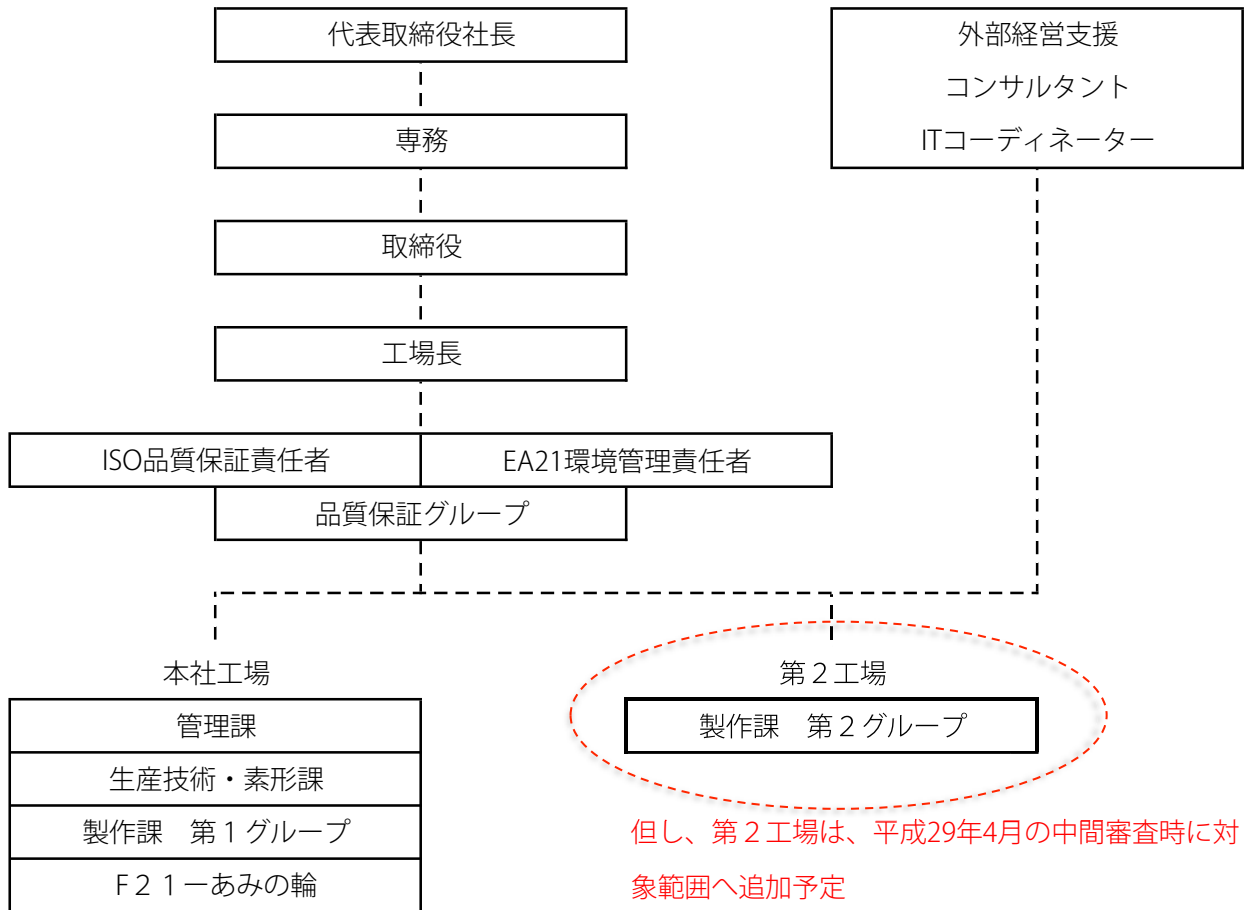 代表取締役社長
外部経営支援
コンサルタント
ITコーディネーター
専務
取締役
工場長
ISO品質保証責任者
EA21環境管理責任者
品質保証グループ
本社工場
管理課
生産技術・素形課
製作課　第１グループ
F２１ーあみの輪
第２工場
製作課　第２グループ
但し、第２工場は、平成29年4月の中間審査時に対
象範囲へ追加予定